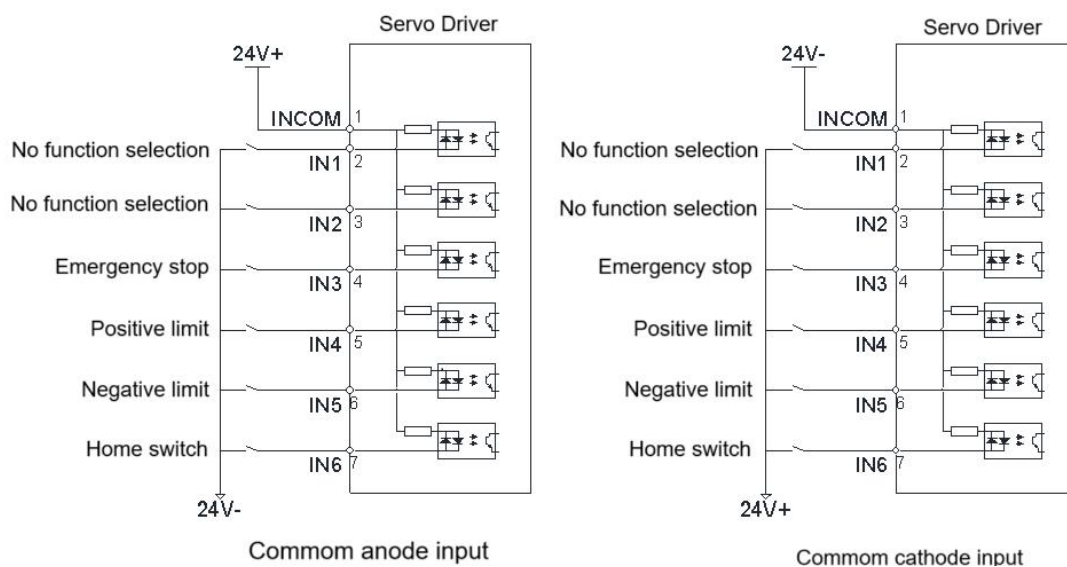 Servo Driver
24V+
INCOM 1
No function selection
IN1 2
No function selection
IN2 3
Emergency stop
IN3 4
Positive limit
IN4 5
Negative limit
IN5 6
Home switch
IN6 7
24V-
Commom anode input
Servo Driver
24V-
INCOM 1
No function selection
IN1 2
No function selection
IN2 3
Emergency stop
IN3 4
Positive limit
IN4 5
Negative limit
IN5 6
Home switch
IN6 7
24V+
Commom cathode input